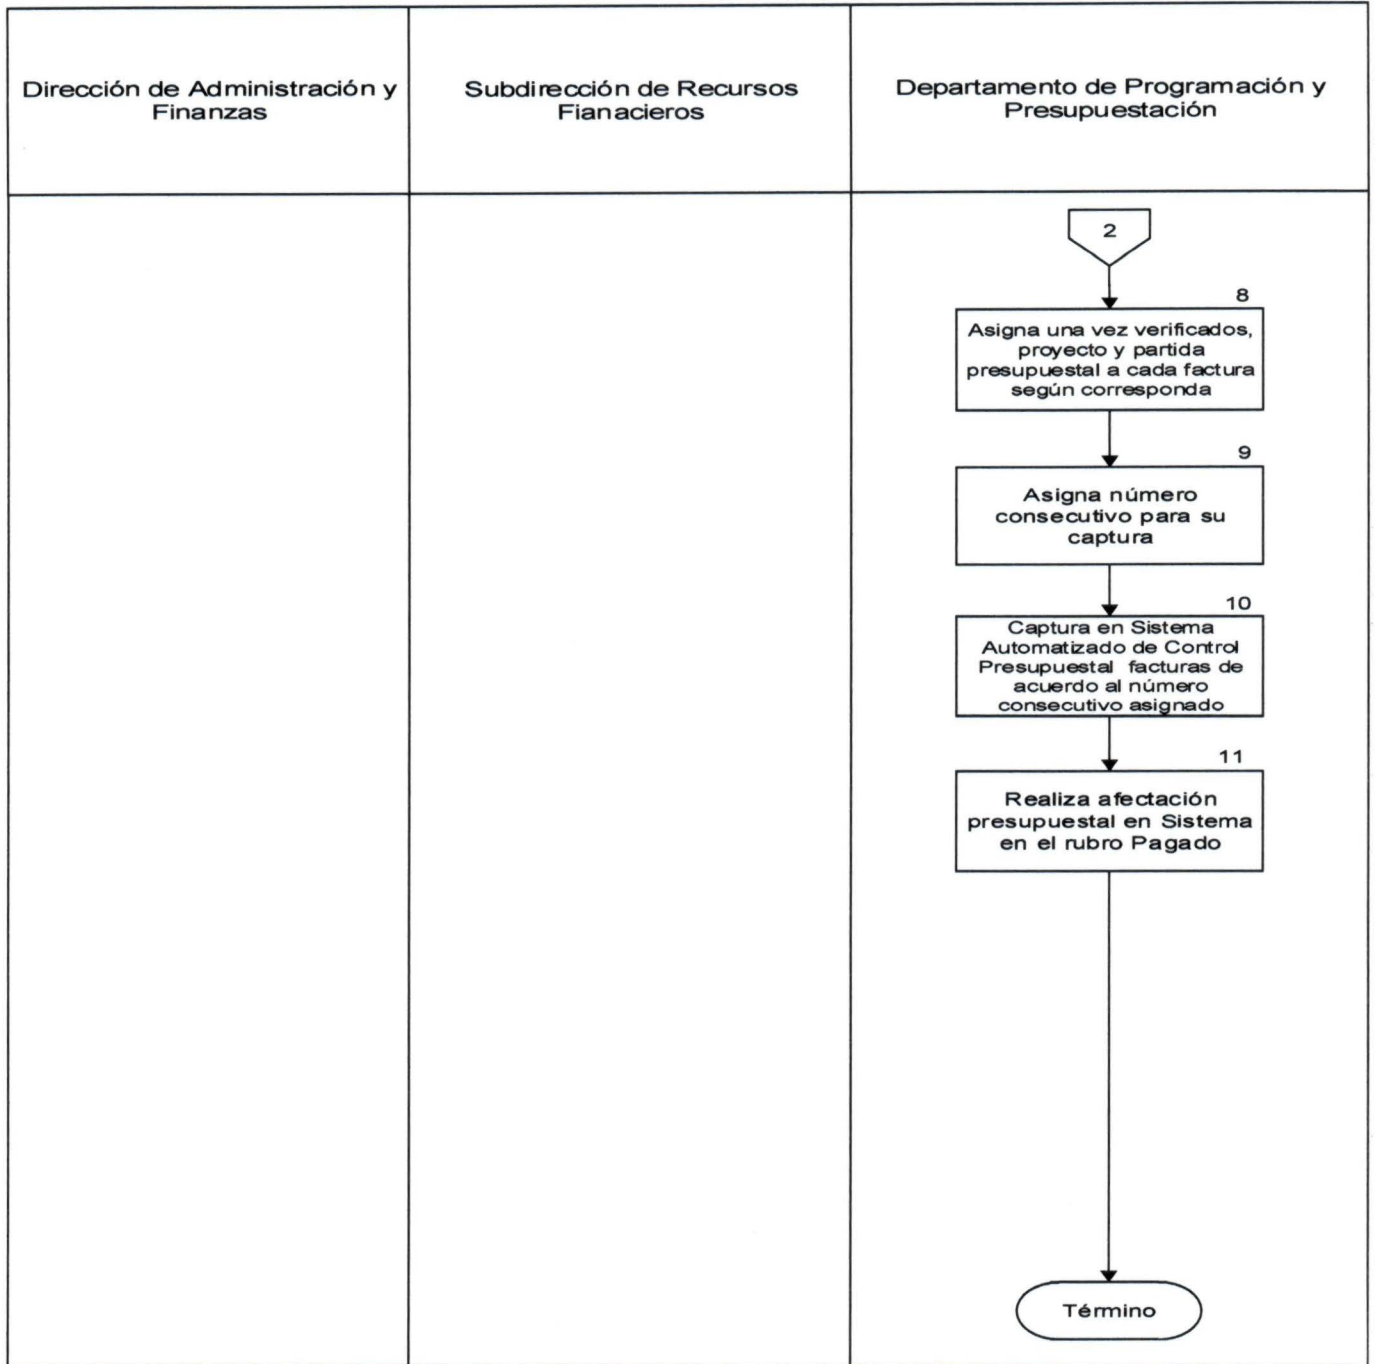 Dirección de Administración y
Finanzas
Subdirección de Recursos
Fianacieros
Departamento de Programación y
Presupuestación
2
8
Asigna una vez verificados,
proyecto y partida
presupuestal a cada factura
según corresponda
9
Asigna número
consecutivo para su
captura
10
Captura en Sistema
Automatizado de Control
Presupuestal facturas de
acuerdo al número
consecutivo asignado
11
Realiza afectación
presupuestal en Sistema
en el rubro Pagado
Término